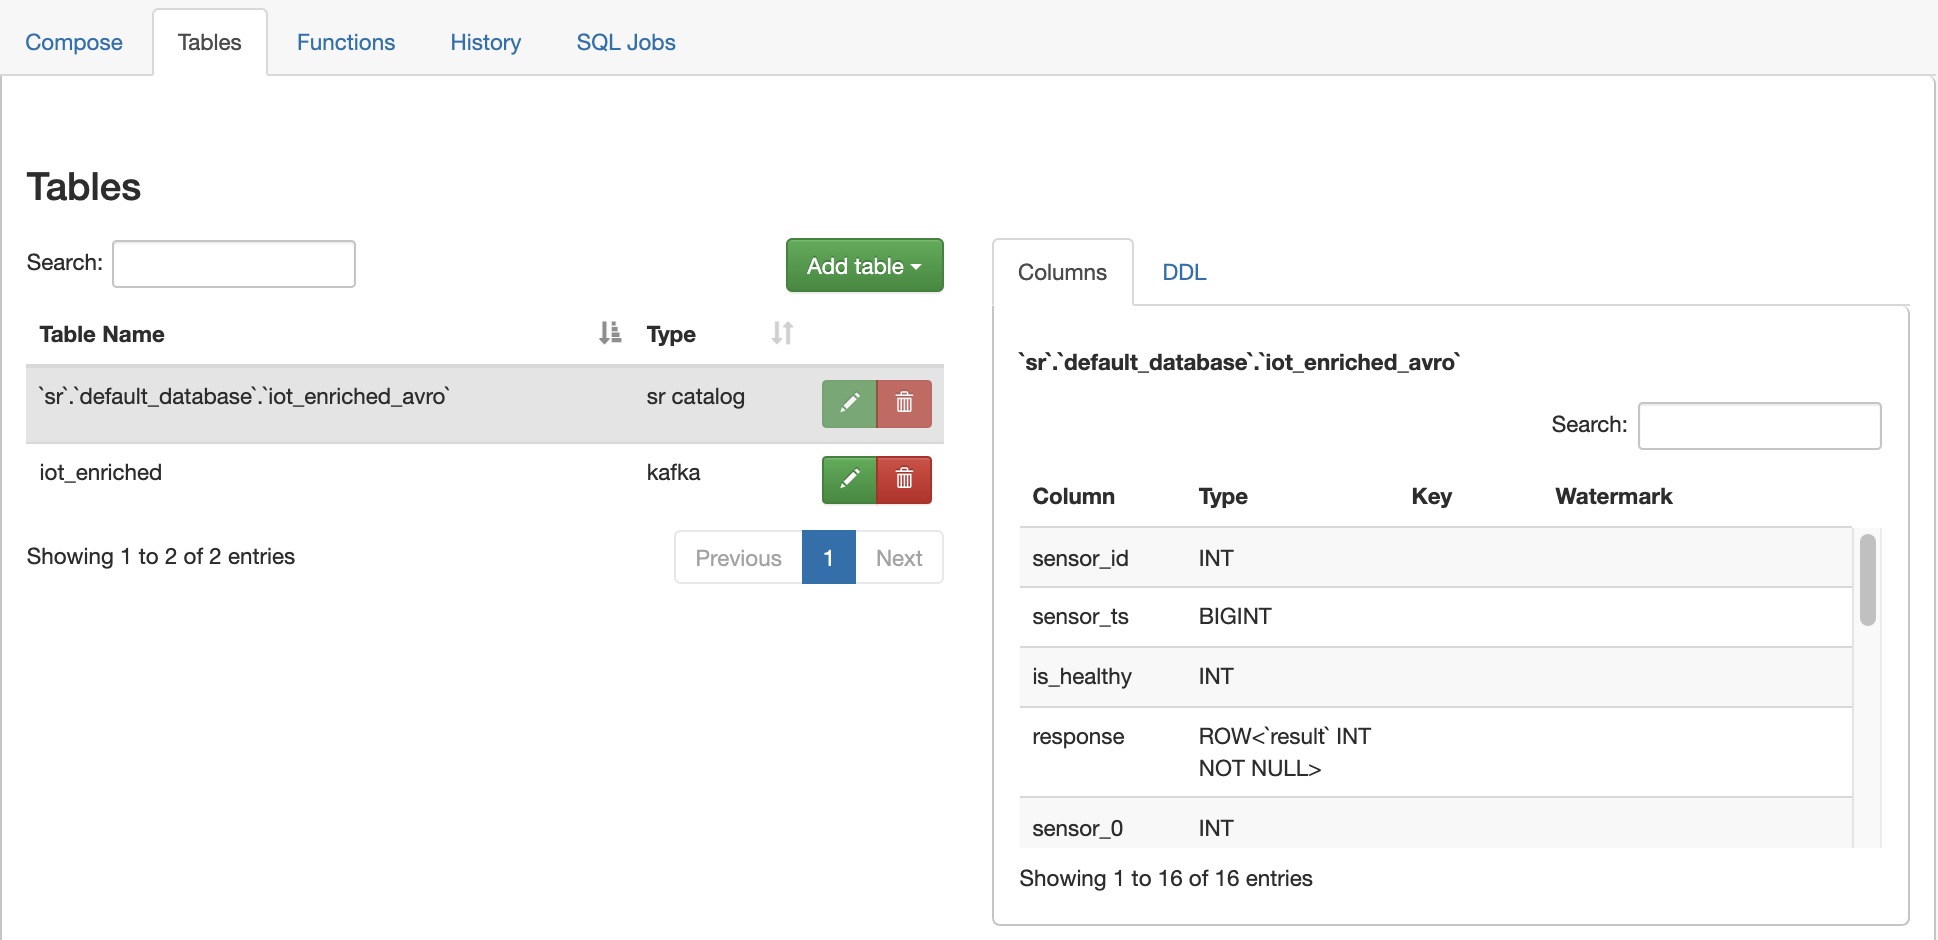 Compose Tables Functions History SQL Jobs
Tables
Search:
Add table
Table Name Type
`sr`.`default_database`.`iot_enriched_avro` sr catalog
iot_enriched kafka
Showing 1 to 2 of 2 entries
Previous 1 Next
Columns DDL
`sr`.`default_database`.`iot_enriched_avro`
Search:
Column Type Key Watermark
sensor_id INT
sensor_ts BIGINT
is_healthy INT
response ROW<`result` INT
NOT NULL>
sensor_0 INT
Showing 1 to 16 of 16 entries